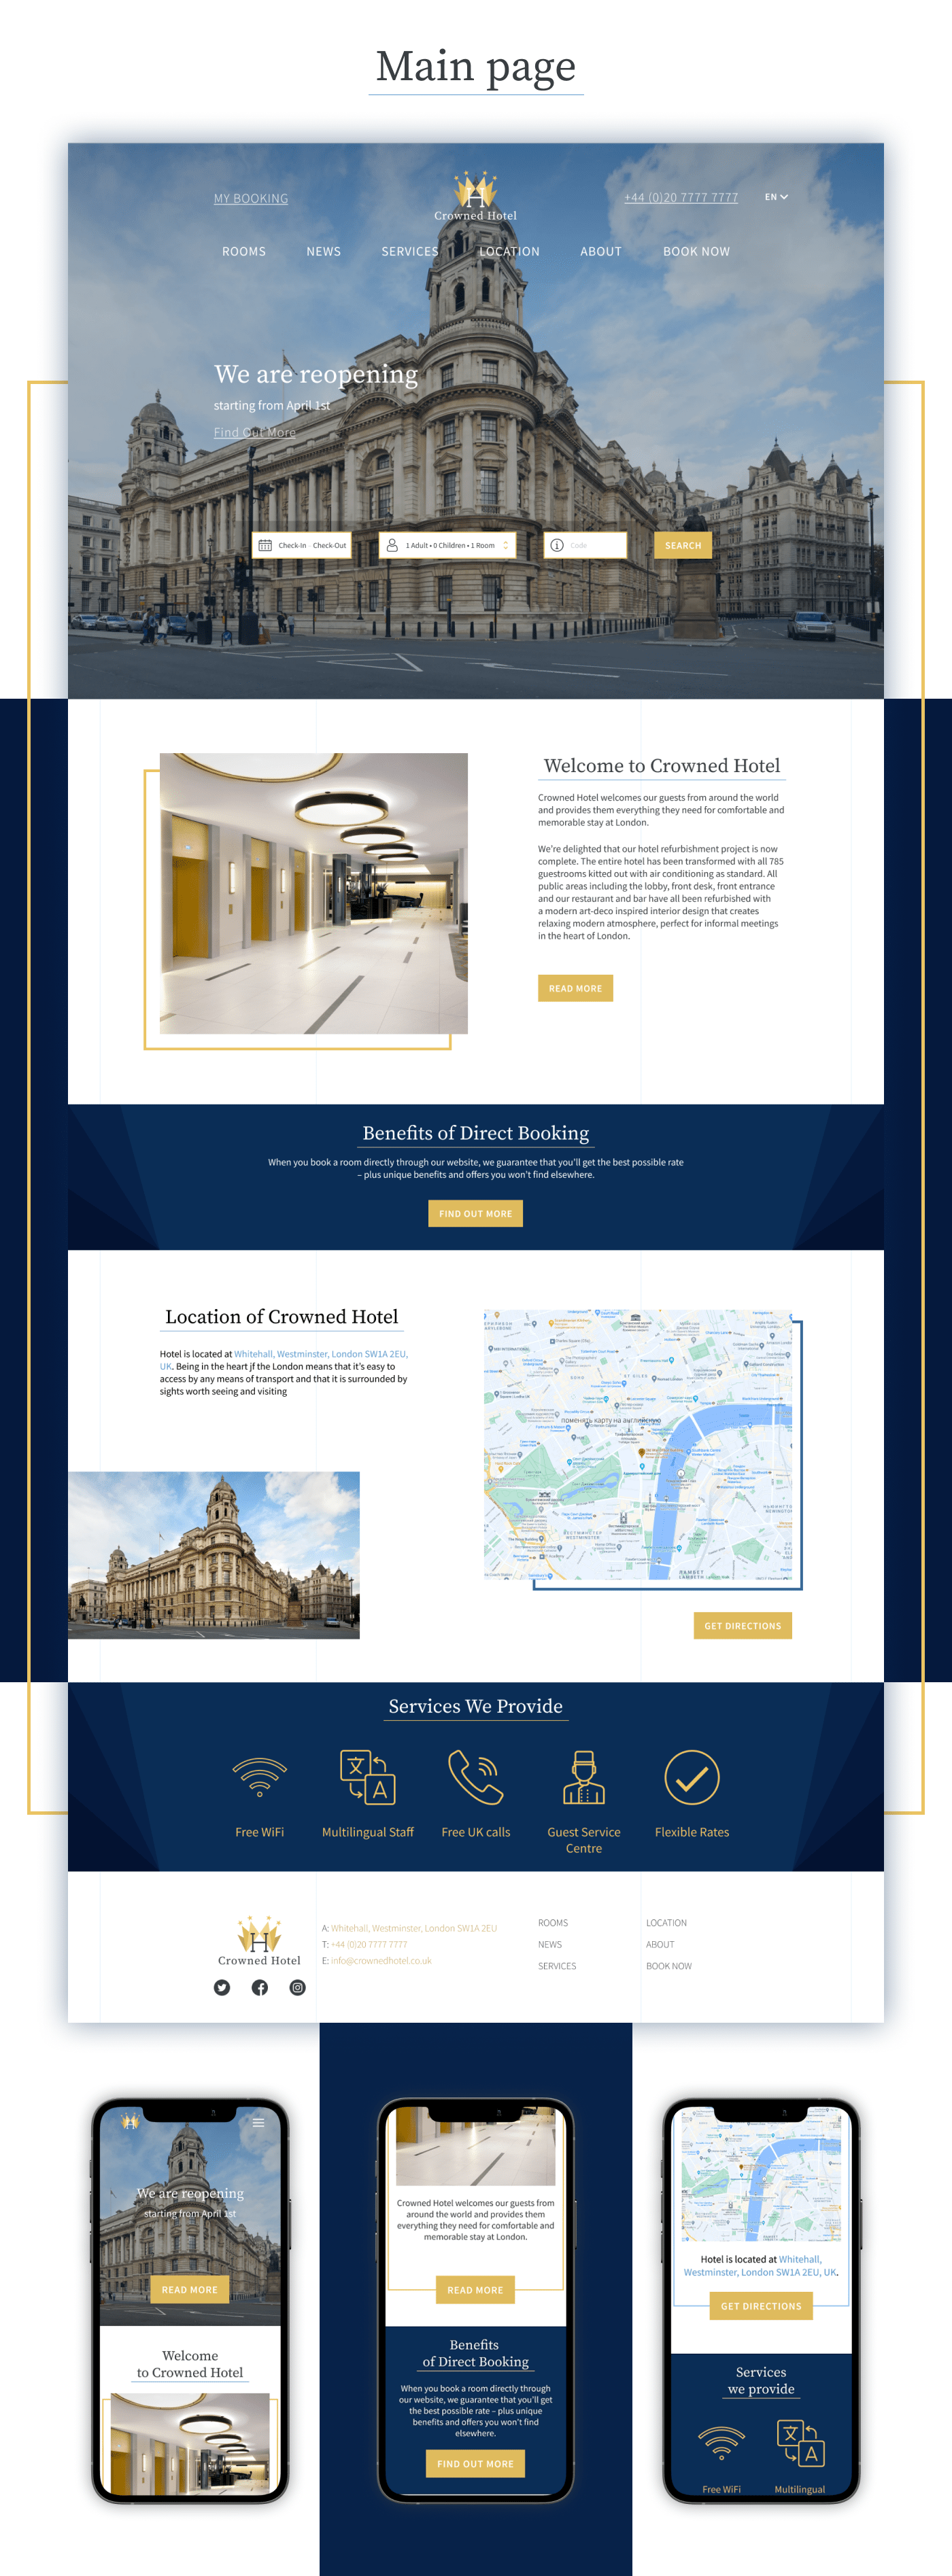 Main page
MY BOOKING
H
Crowned Hotel
+44 (0)20 7777 7777
EN
ROOMS
NEWS
SERVICES
LOCATION
ABOUT
BOOK NOW
We are reopening
starting from April 1st
Find Out More
Check-In - Check-Out
1 Adult • 0 Children • 1 Room
Code
SEARCH
Welcome to Crowned Hotel
Crowned Hotel welcomes our guests from around the world
and provides them everything they need for comfortable and
memorable stay at London.
We're delighted that our hotel refurbishment project is now
complete. The entire hotel has been transformed with all 785
guestrooms kitted out with air conditioning as standard. All
public areas including the lobby, front desk, front entrance
and our restaurant and bar have all been refurbished with
a modern art-deco inspired interior design that creates
relaxing modern atmosphere, perfect for informal meetings
in the heart of London.
READ MORE
Benefits of Direct Booking
When you book a room directly through our website, we guarantee that you'll get the best possible rate
– plus unique benefits and offers you won't find elsewhere.
FIND OUT MORE
Location of Crowned Hotel
Hotel is located at Whitehall, Westminster, London SW1A 2EU,
UK. Being in the heart jf the London means that it's easy to
access by any means of transport and that it is surrounded by
sights worth seeing and visiting
SOHO
ST GILES
поменять карту на английскую
WESTMINSTER
GET DIRECTIONS
Services We Provide
文
A
Free WiFi
Multilingual Staff
Free UK calls
Guest Service
Centre
Flexible Rates
H
Crowned Hotel
A: Whitehall, Westminster, London SW1A 2EU
T: +44 (0)20 7777 7777
E: info@crownedhotel.co.uk
ROOMS
NEWS
SERVICES
LOCATION
ABOUT
BOOK NOW
H
We are reopening
starting from April 1st
READ MORE
Welcome
to Crowned Hotel
Crowned Hotel welcomes our guests from
around the world and provides them
everything they need for comfortable and
memorable stay at London.
READ MORE
Benefits
of Direct Booking
When you book a room directly through
our website, we guarantee that you'll get
the best possible rate – plus unique
benefits and offers you won't find
elsewhere.
FIND OUT MORE
Hotel is located at Whitehall,
Westminster, London SW1A 2EU, UK.
GET DIRECTIONS
Services
we provide
文
A
Free WiFi
Multilingual